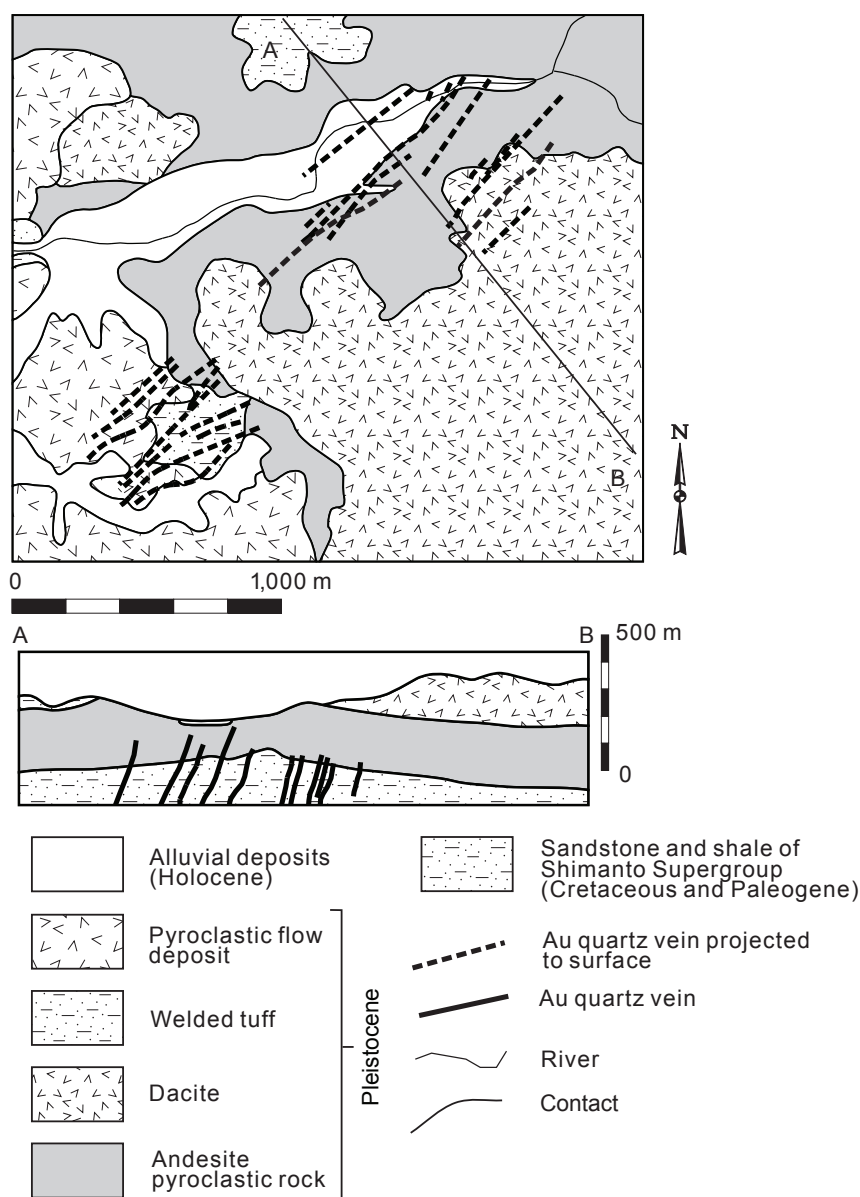 A
B
N
0
1,000 m
A
B
500 m
0
Alluvial deposits
(Holocene)
Pyroclastic flow
deposit
Welded tuff
Dacite
Andesite
pyroclastic rock
Pleistocene
Sandstone and shale of
Shimanto Supergroup
(Cretaceous and Paleogene)
Au quartz vein projected
to surface
Au quartz vein
River
Contact